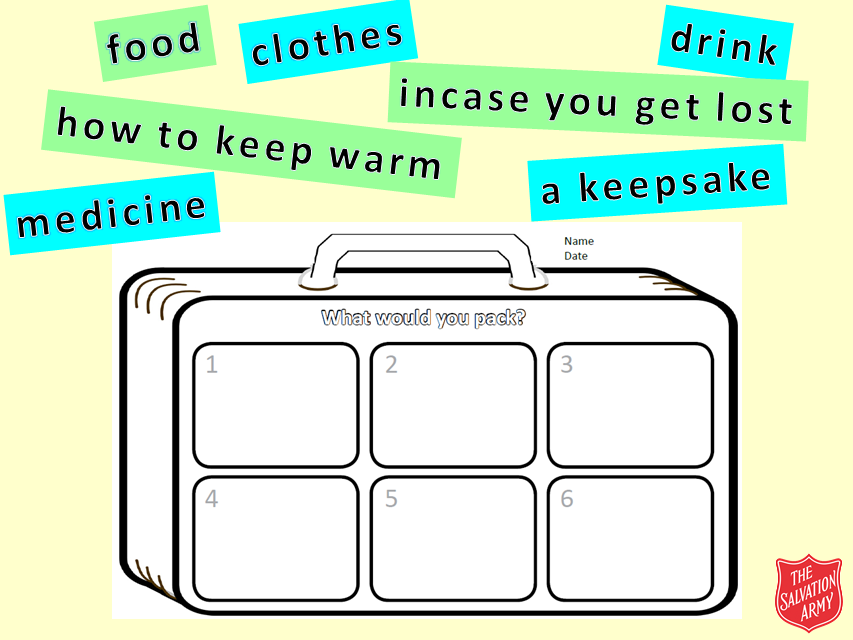 food
clothes
drink
incase you get lost
how to keep warm
a keepsake
medicine
Name
Date
What would you pack?
1
2
3
4
5
6
THE
SALVATION
ARMY